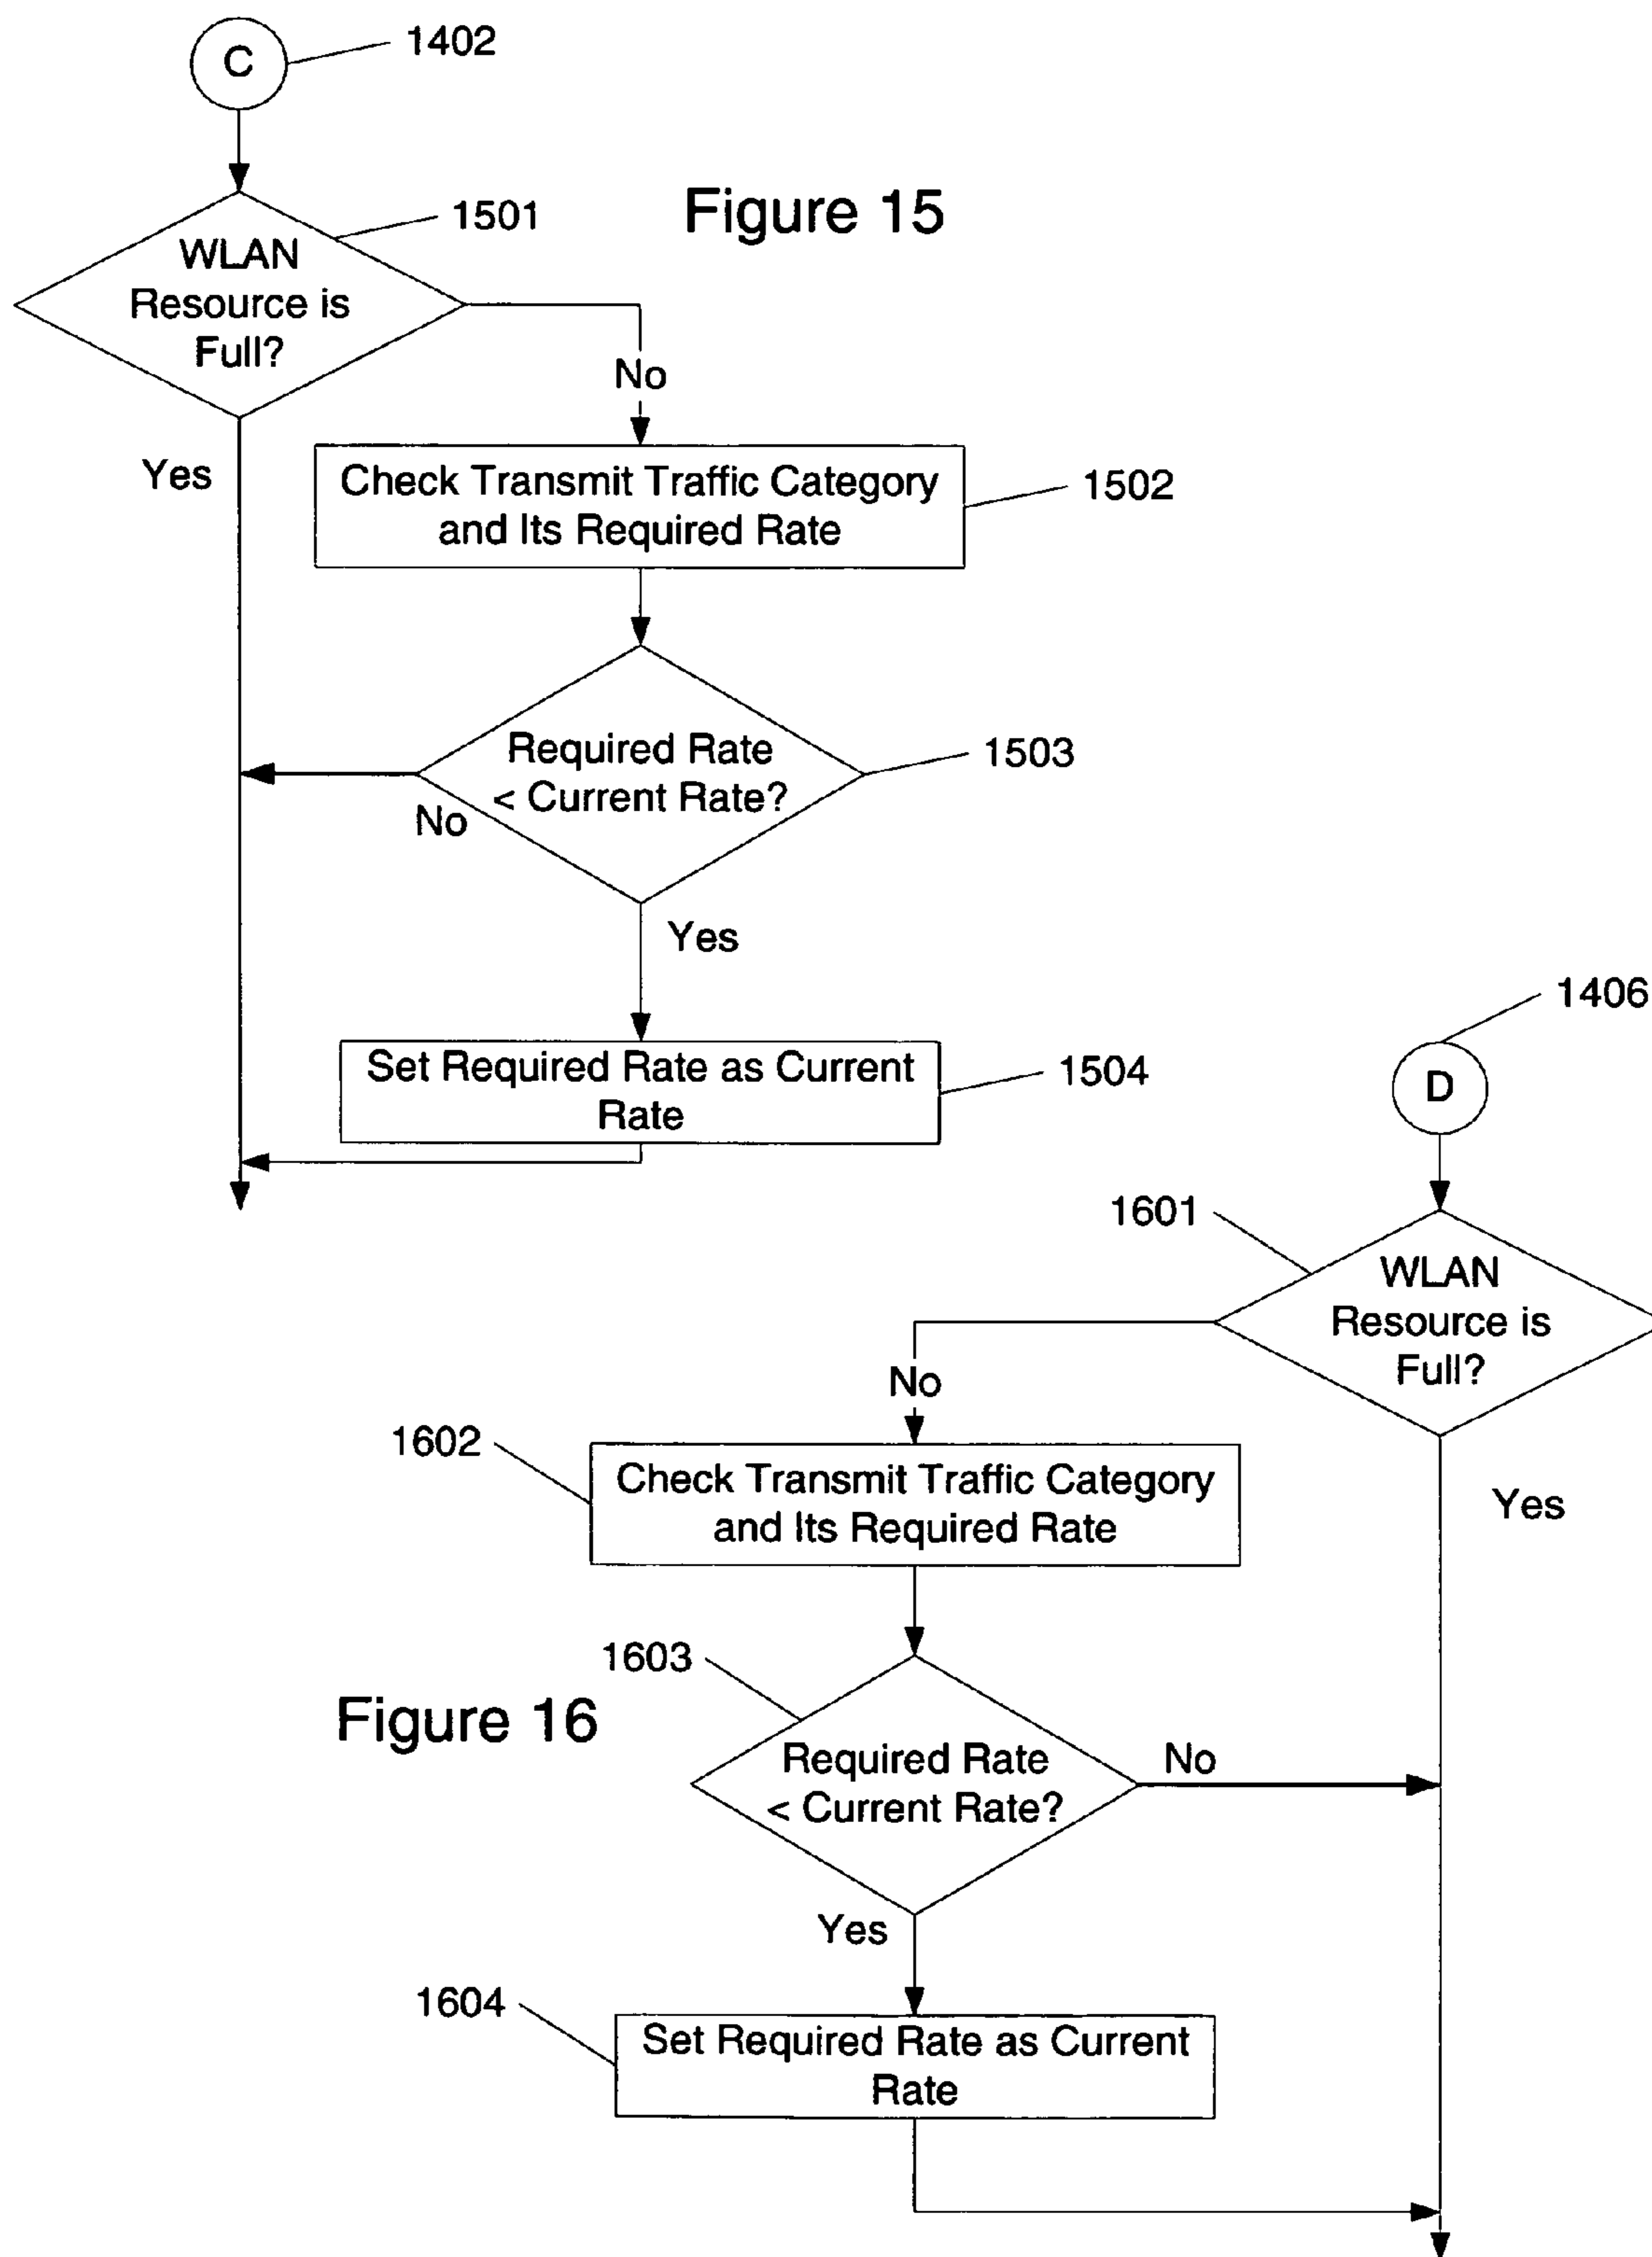 C
1402
1501
Figure 15
WLAN
Resource is
Full?
No
Yes
Check Transmit Traffic Category
and Its Required Rate
1502
Required Rate
< Current Rate?
1503
No
Yes
Set Required Rate as Current
Rate
1504
1406
D
1601
WLAN
Resource is
Full?
No
Yes
1602
Check Transmit Traffic Category
and Its Required Rate
1603
Figure 16
Required Rate
< Current Rate?
No
Yes
1604
Set Required Rate as Current
Rate